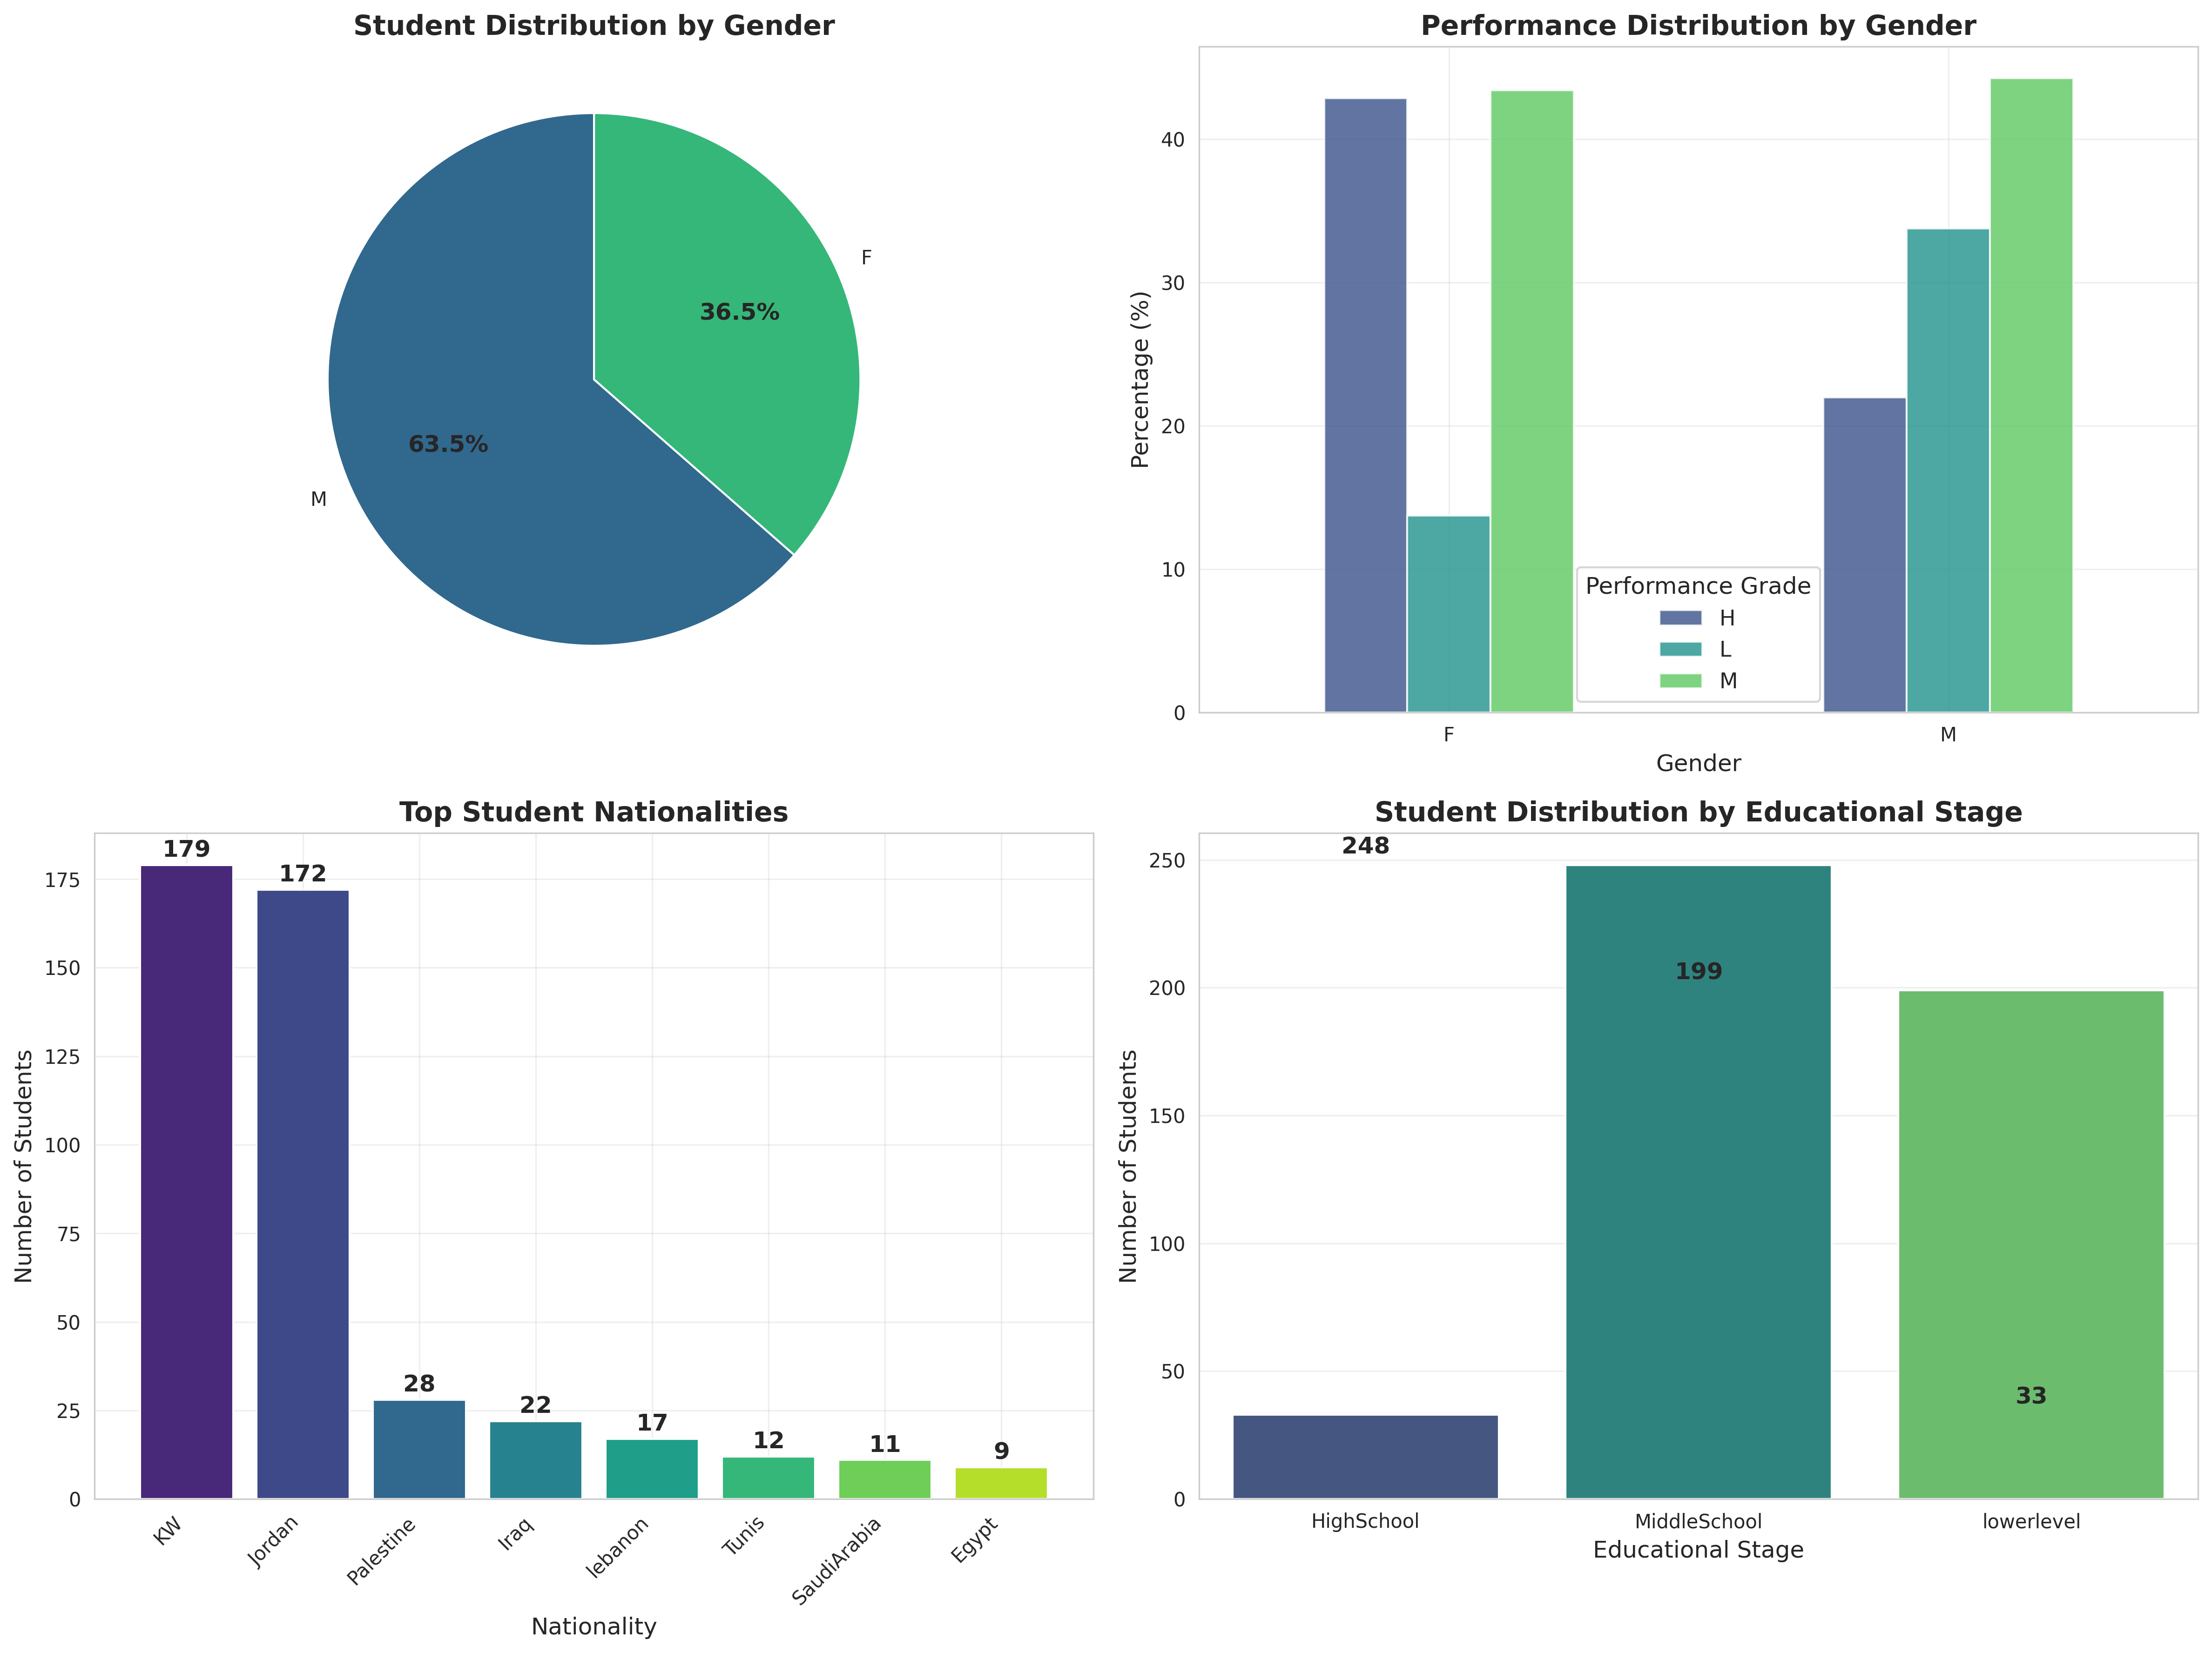 Student Distribution by Gender
F
36.5%
63.5%
M
Performance Distribution by Gender
40
30
20
10
0
Percentage (%)
Performance Grade
H
L
M
F
M
Gender
Top Student Nationalities
179
172
28
22
17
12
11
9
175
150
125
100
75
50
25
0
Number of Students
KW
Jordan
Palestine
Iraq
lebanon
Tunis
SaudiArabia
Egypt
Nationality
Student Distribution by Educational Stage
248
199
33
250
200
150
100
50
0
Number of Students
HighSchool
MiddleSchool
lowerlevel
Educational Stage